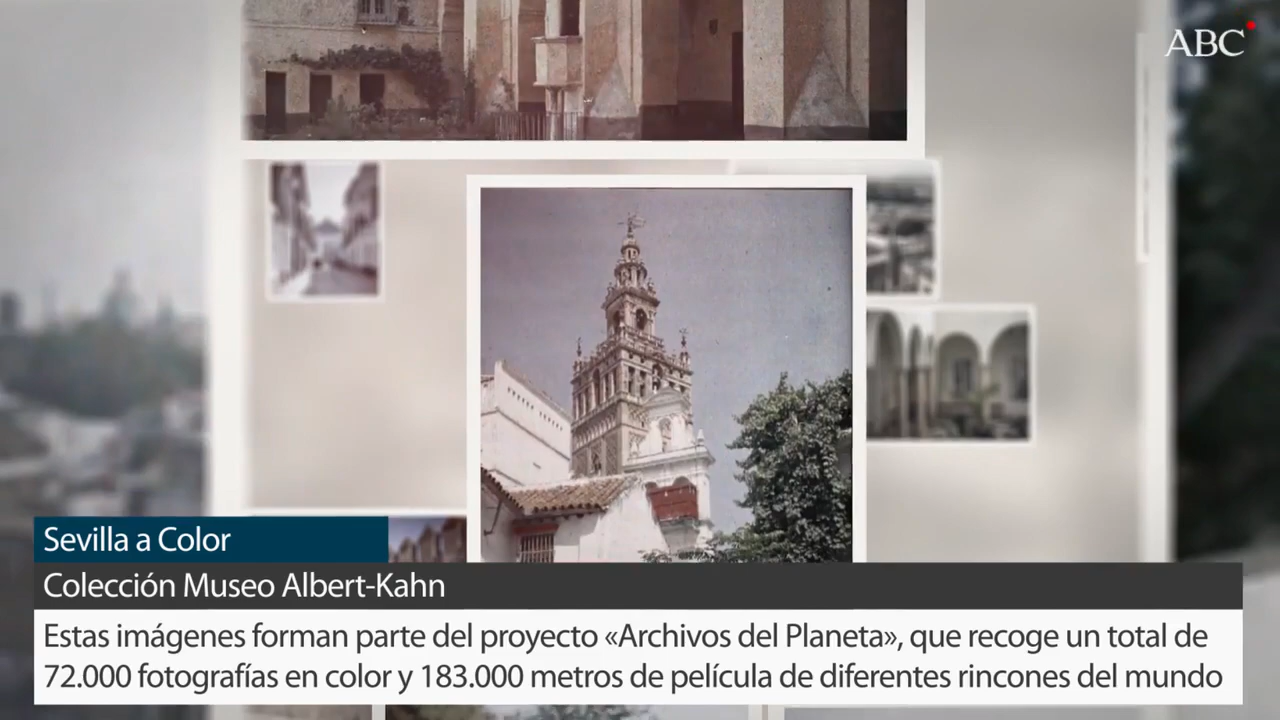 ABC
Sevilla a Color
Colección Museo Albert-Kahn
Estas imágenes forman parte del proyecto «Archivos del Planeta», que recoge un total de
72.000 fotografías en color y 183.000 metros de película de diferentes rincones del mundo